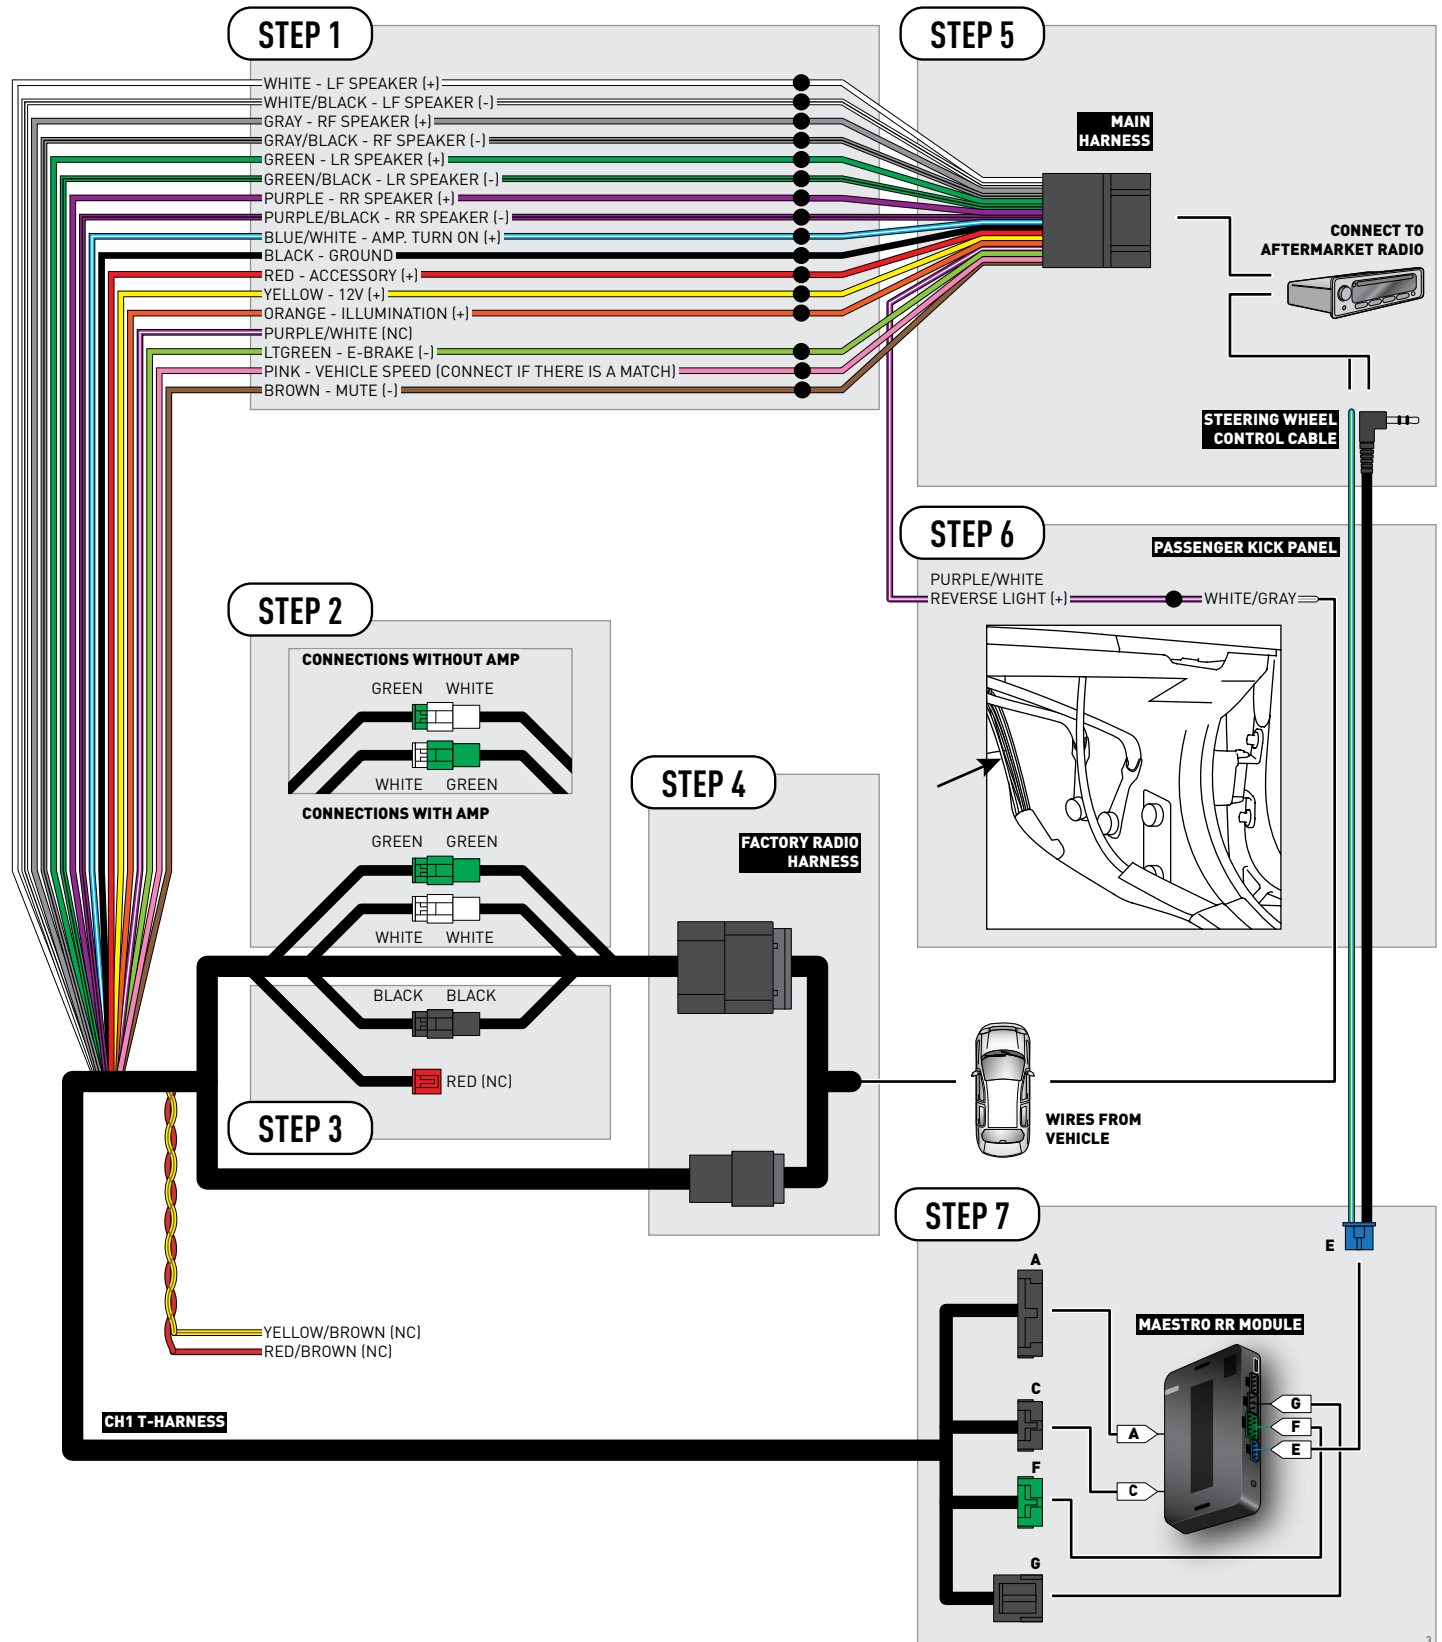 STEP 1
WHITE - LF SPEAKER (+)
WHITE/BLACK - LF SPEAKER (-)
GRAY - RF SPEAKER (+)
GRAY/BLACK - RF SPEAKER (-)
GREEN - LR SPEAKER (+)
GREEN/BLACK - LR SPEAKER (-)
PURPLE - RR SPEAKER (+)
PURPLE/BLACK - RR SPEAKER (-)
BLUE/WHITE - AMP. TURN ON (+)
BLACK - GROUND
RED - ACCESSORY (+)
YELLOW - 12V (+)
ORANGE - ILLUMINATION (+)
PURPLE/WHITE (NC)
LTGREEN - E-BRAKE (-)
PINK - VEHICLE SPEED (CONNECT IF THERE IS A MATCH)
BROWN - MUTE (-)
STEP 5
MAIN
HARNESS
CONNECT TO
AFTERMARKET RADIO
STEERING WHEEL
CONTROL CABLE
STEP 6
PASSENGER KICK PANEL
PURPLE/WHITE
REVERSE LIGHT (+)
WHITE/GRAY
STEP 2
CONNECTIONS WITHOUT AMP
GREEN WHITE
WHITE GREEN
CONNECTIONS WITH AMP
GREEN GREEN
WHITE WHITE
STEP 4
FACTORY RADIO
HARNESS
BLACK BLACK
RED (NC)
STEP 3
WIRES FROM
VEHICLE
YELLOW/BROWN (NC)
RED/BROWN (NC)
CH1 T-HARNESS
STEP 7
E
A
MAESTRO RR MODULE
C
G
F
A
E
F
C
G
3